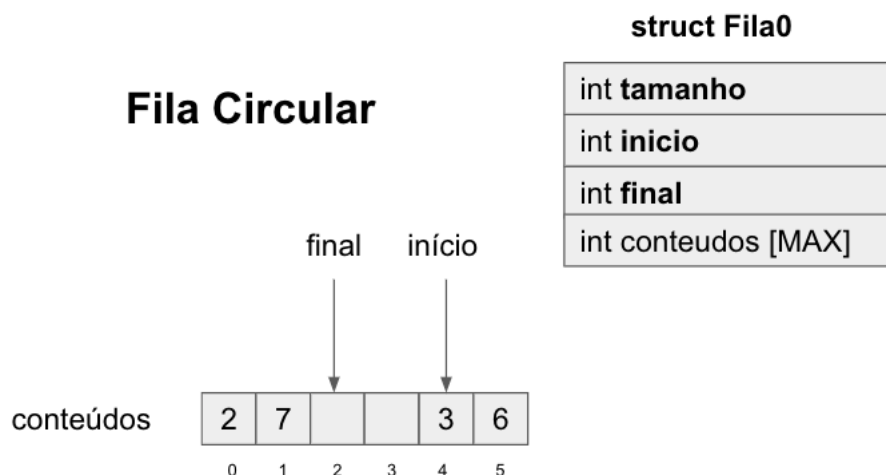 struct Fila0
Fila Circular
int tamanho
int inicio
int final
int conteudos [MAX]
final início
conteúdos 2 7 3 6
0 1 2 3 4 5